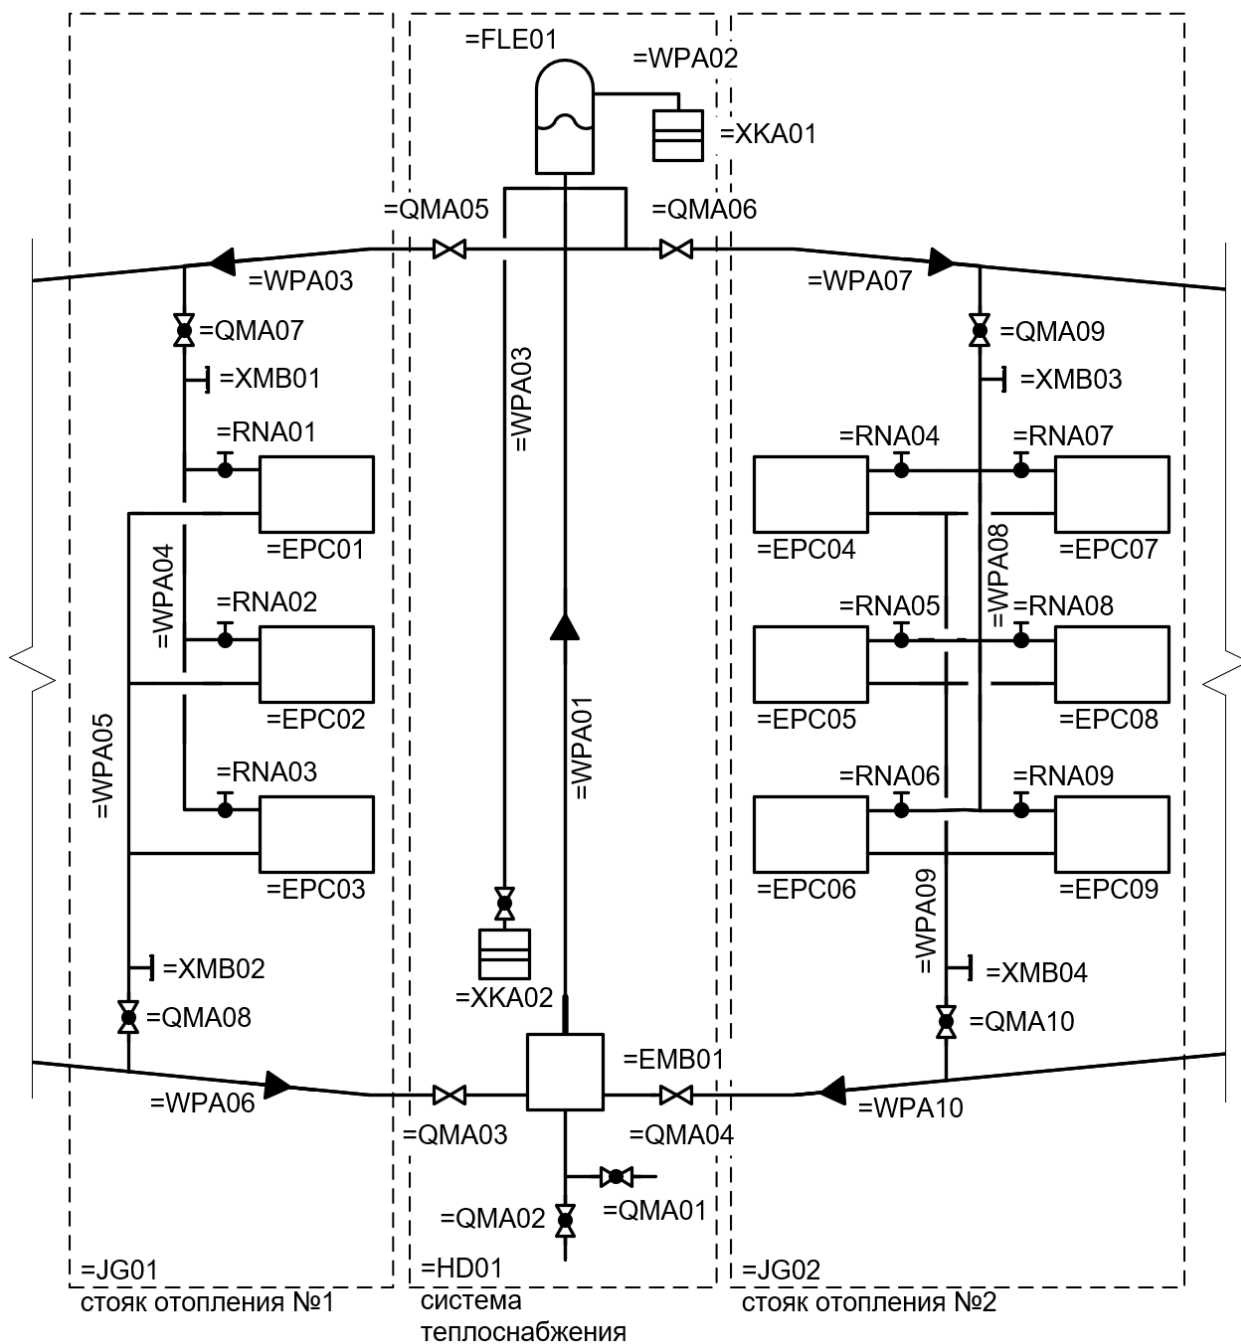 =FLE01
=WPA02
=XKA01
=QMA05
=QMA06
=WPA03
=WPA07
=QMA07
=QMA09
=XMB01
=WPA03
=XMB03
=RNA01
=RNA04
=RNA07
=EPC01
=EPC04
=WPA08
=EPC07
=WPA04
=RNA02
=RNA05
=RNA08
=EPC02
=EPC05
=EPC08
=WPA05
=WPA01
=RNA03
=RNA06
=RNA09
=EPC03
=EPC06
=WPA09
=EPC09
=XMB02
=XKA02
=XMB04
=QMA08
=QMA10
=EMB01
=WPA06
=WPA10
=QMA03
=QMA04
=QMA02
=QMA01
=JG01
стояк отопления №1
=HD01
система
теплоснабжения
=JG02
стояк отопления №2